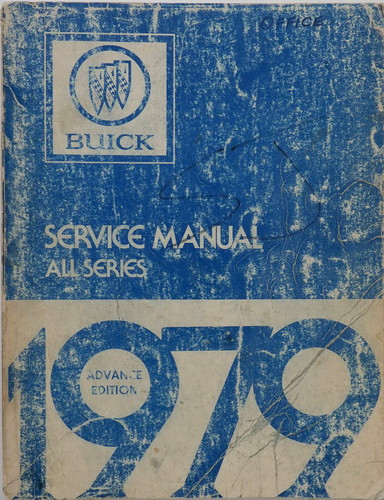 OFFICE
BUICK
SERVICE MANUAL
ALL SERIES
1979
ADVANCE
EDITION